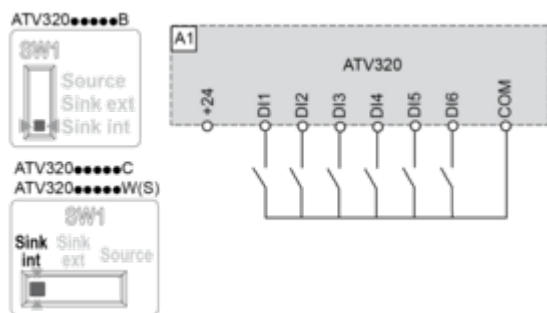 ATV320●●●●●B
SW1
Source
Sink ext
Sink int
ATV320●●●●●C
ATV320●●●●●W(S)
SW1
Sink int
Sink ext
Source
A1
ATV320
+24
DI1
DI2
DI3
DI4
DI5
DI6
COM